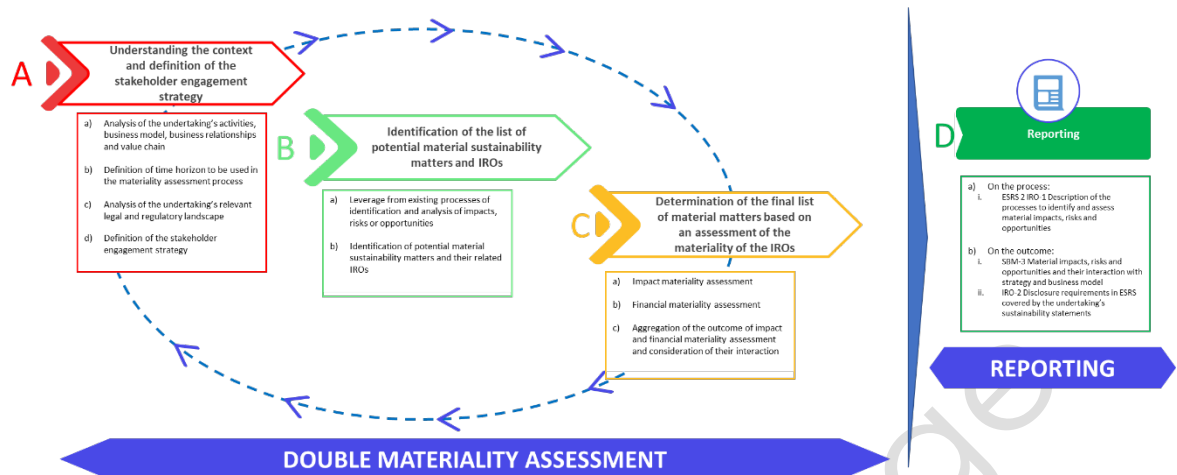 A
Understanding the context
and definition of the
stakeholder engagement
strategy
a) Analysis of the undertaking's activities,
business model, business relationships
and value chain
b) Definition of time horizon to be used in
the materiality assessment process
c) Analysis of the undertaking's relevant
legal and regulatory landscape
d) Definition of the stakeholder
engagement strategy
B
Identification of the list of
potential material sustainability
matters and IROs
a) Leverage from existing processes of
identification and analysis of impacts,
risks or opportunities
b) Identification of potential material
sustainability matters and their related
IROs
C
Determination of the final list
of material matters based on
an assessment of the
materiality of the IROs
a) Impact materiality assessment
b) Financial materiality assessment
c) Aggregation of the outcome of impact
and financial materiality assessment
and consideration of their interaction
DOUBLE MATERIALITY ASSESSMENT
D
Reporting
a) On the process:
i. ESRS 2 IRO-1 Description of the
processes to identify and assess
material impacts, risks and
opportunities
b) On the outcome:
i. SBM-3 Material impacts, risks and
opportunities and their interaction with
strategy and business model
ii. IRO-2 Disclosure requirements in ESRS
covered by the undertaking's
sustainability statements
REPORTING
ge